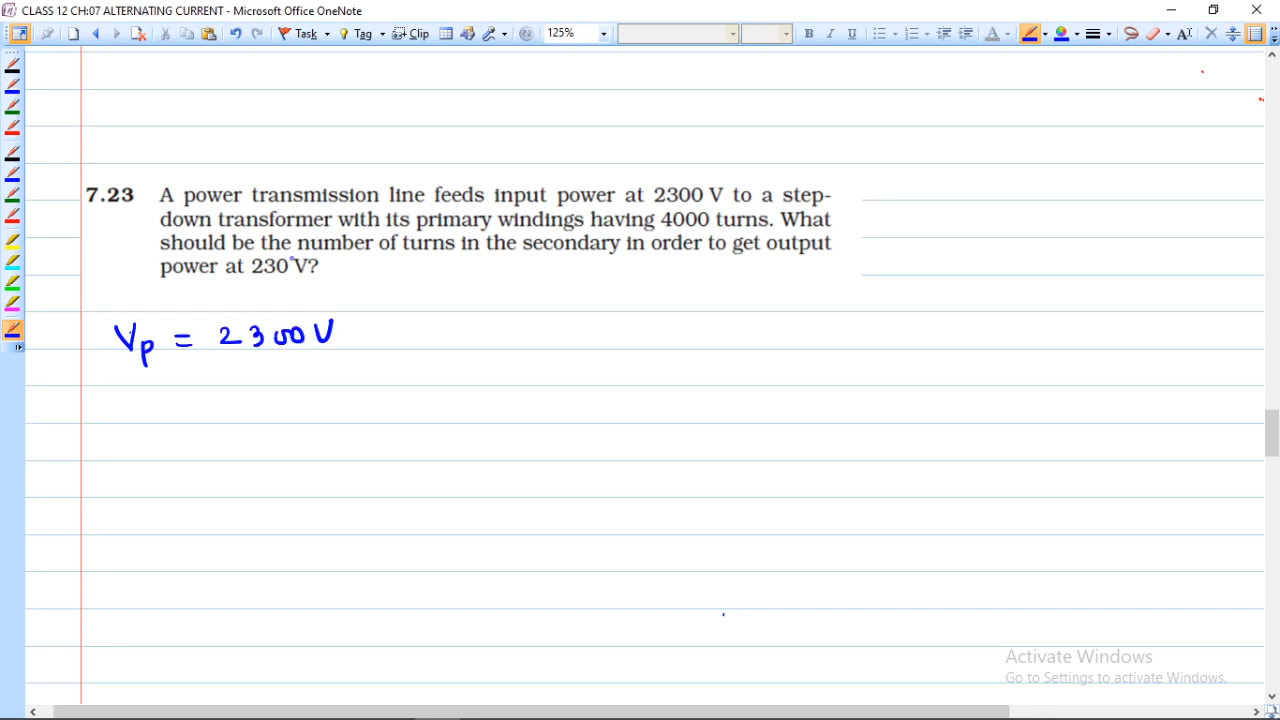 CLASS 12 CH:07 ALTERNATING CURRENT - Microsoft Office OneNote
Task Tag Clip 125% B I U A
7.23 A power transmission line feeds input power at 2300 V to a step-
down transformer with its primary windings having 4000 turns. What
should be the number of turns in the secondary in order to get output
power at 230 V?
Vp = 2300 V
Activate Windows
Go to Settings to activate Windows.